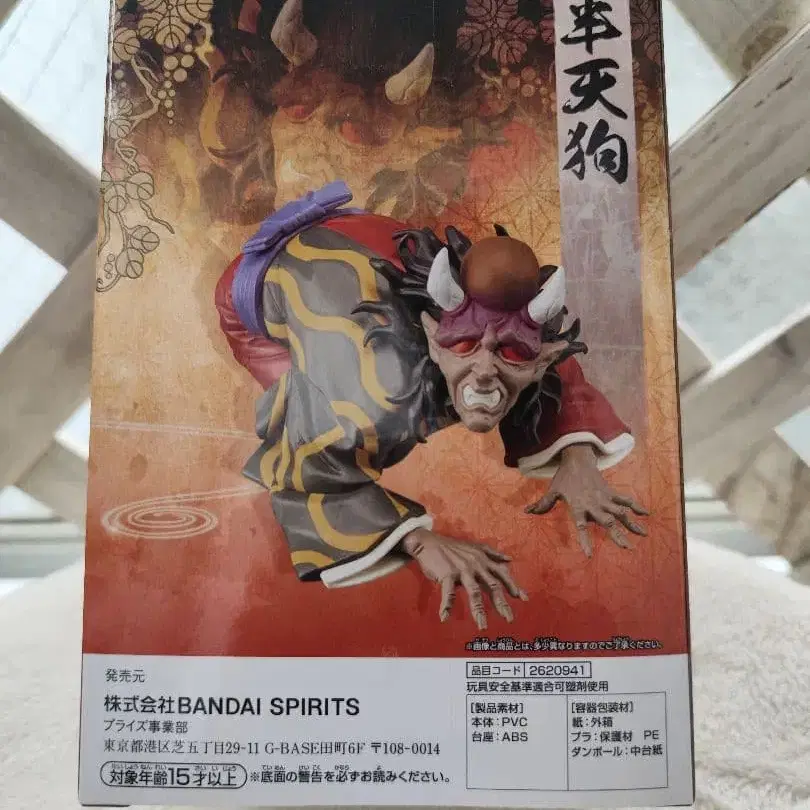 半天狗
※画像と商品とは、多少異なりますのでご了承ください。
発売元
株式会社BANDAI SPIRITS
プライズ事業部
東京都港区芝五丁目29-11 G-BASE田町6F 〒108-0014
対象年齢15才以上
※底面の警告を必ずお読みください。
品目コード 2620941
玩具安全基準適合可塑剤使用
[製品素材]
本体:PVC
台座:ABS
[容器包装材]
紙:外箱
プラ:保護材 PE
ダンボール:中台紙